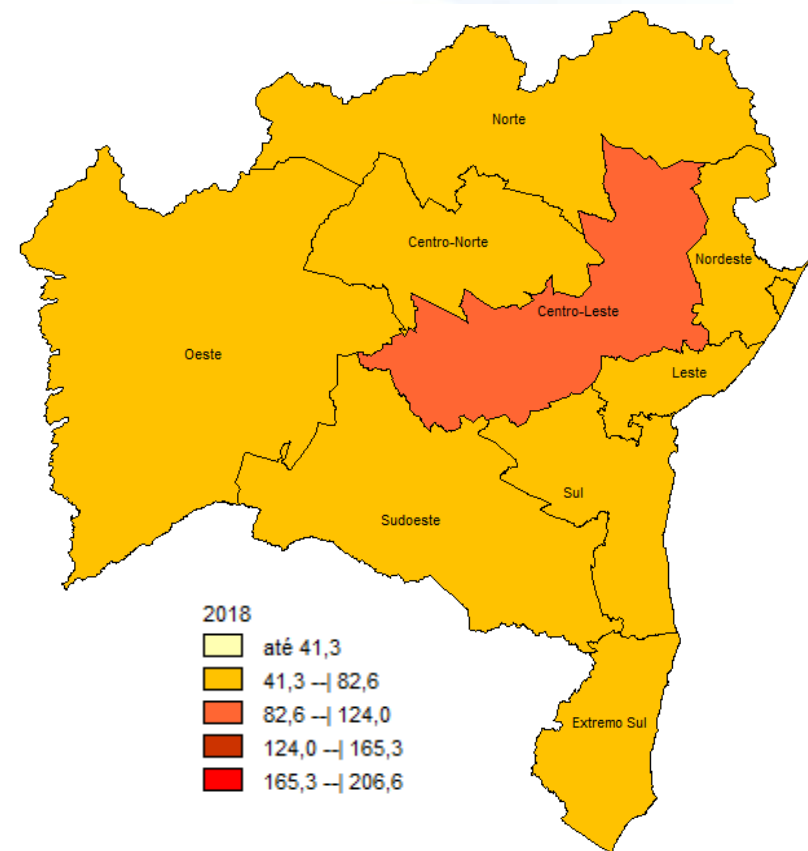 Norte
Centro-Norte
Nordeste
Centro-Leste
Oeste
Leste
Sul
Sudoeste
2018
até 41,3
41,3 --| 82,6
82,6 --| 124,0
124,0 --| 165,3
165,3 --| 206,6
Extremo Sul